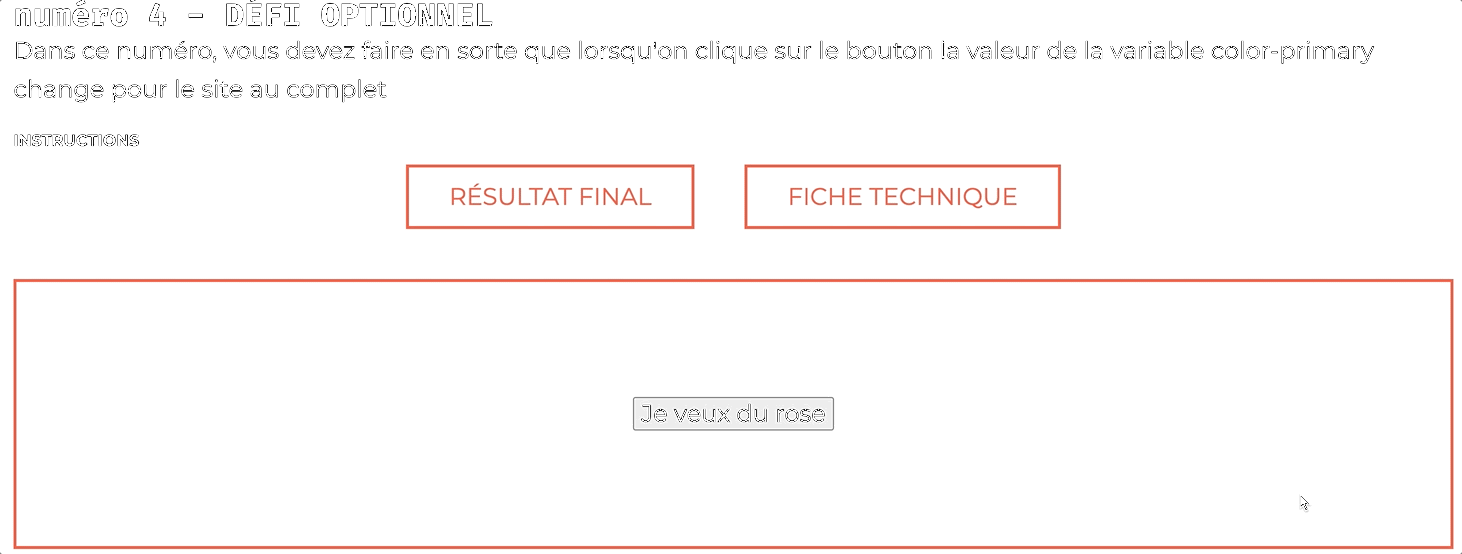 numéro 4 - DÉFI OPTIONNEL
Dans ce numéro, vous devez faire en sorte que lorsqu'on clique sur le bouton la valeur de la variable color-primary
change pour le site au complet
INSTRUCTIONS
RÉSULTAT FINAL
FICHE TECHNIQUE
Je veux du rose